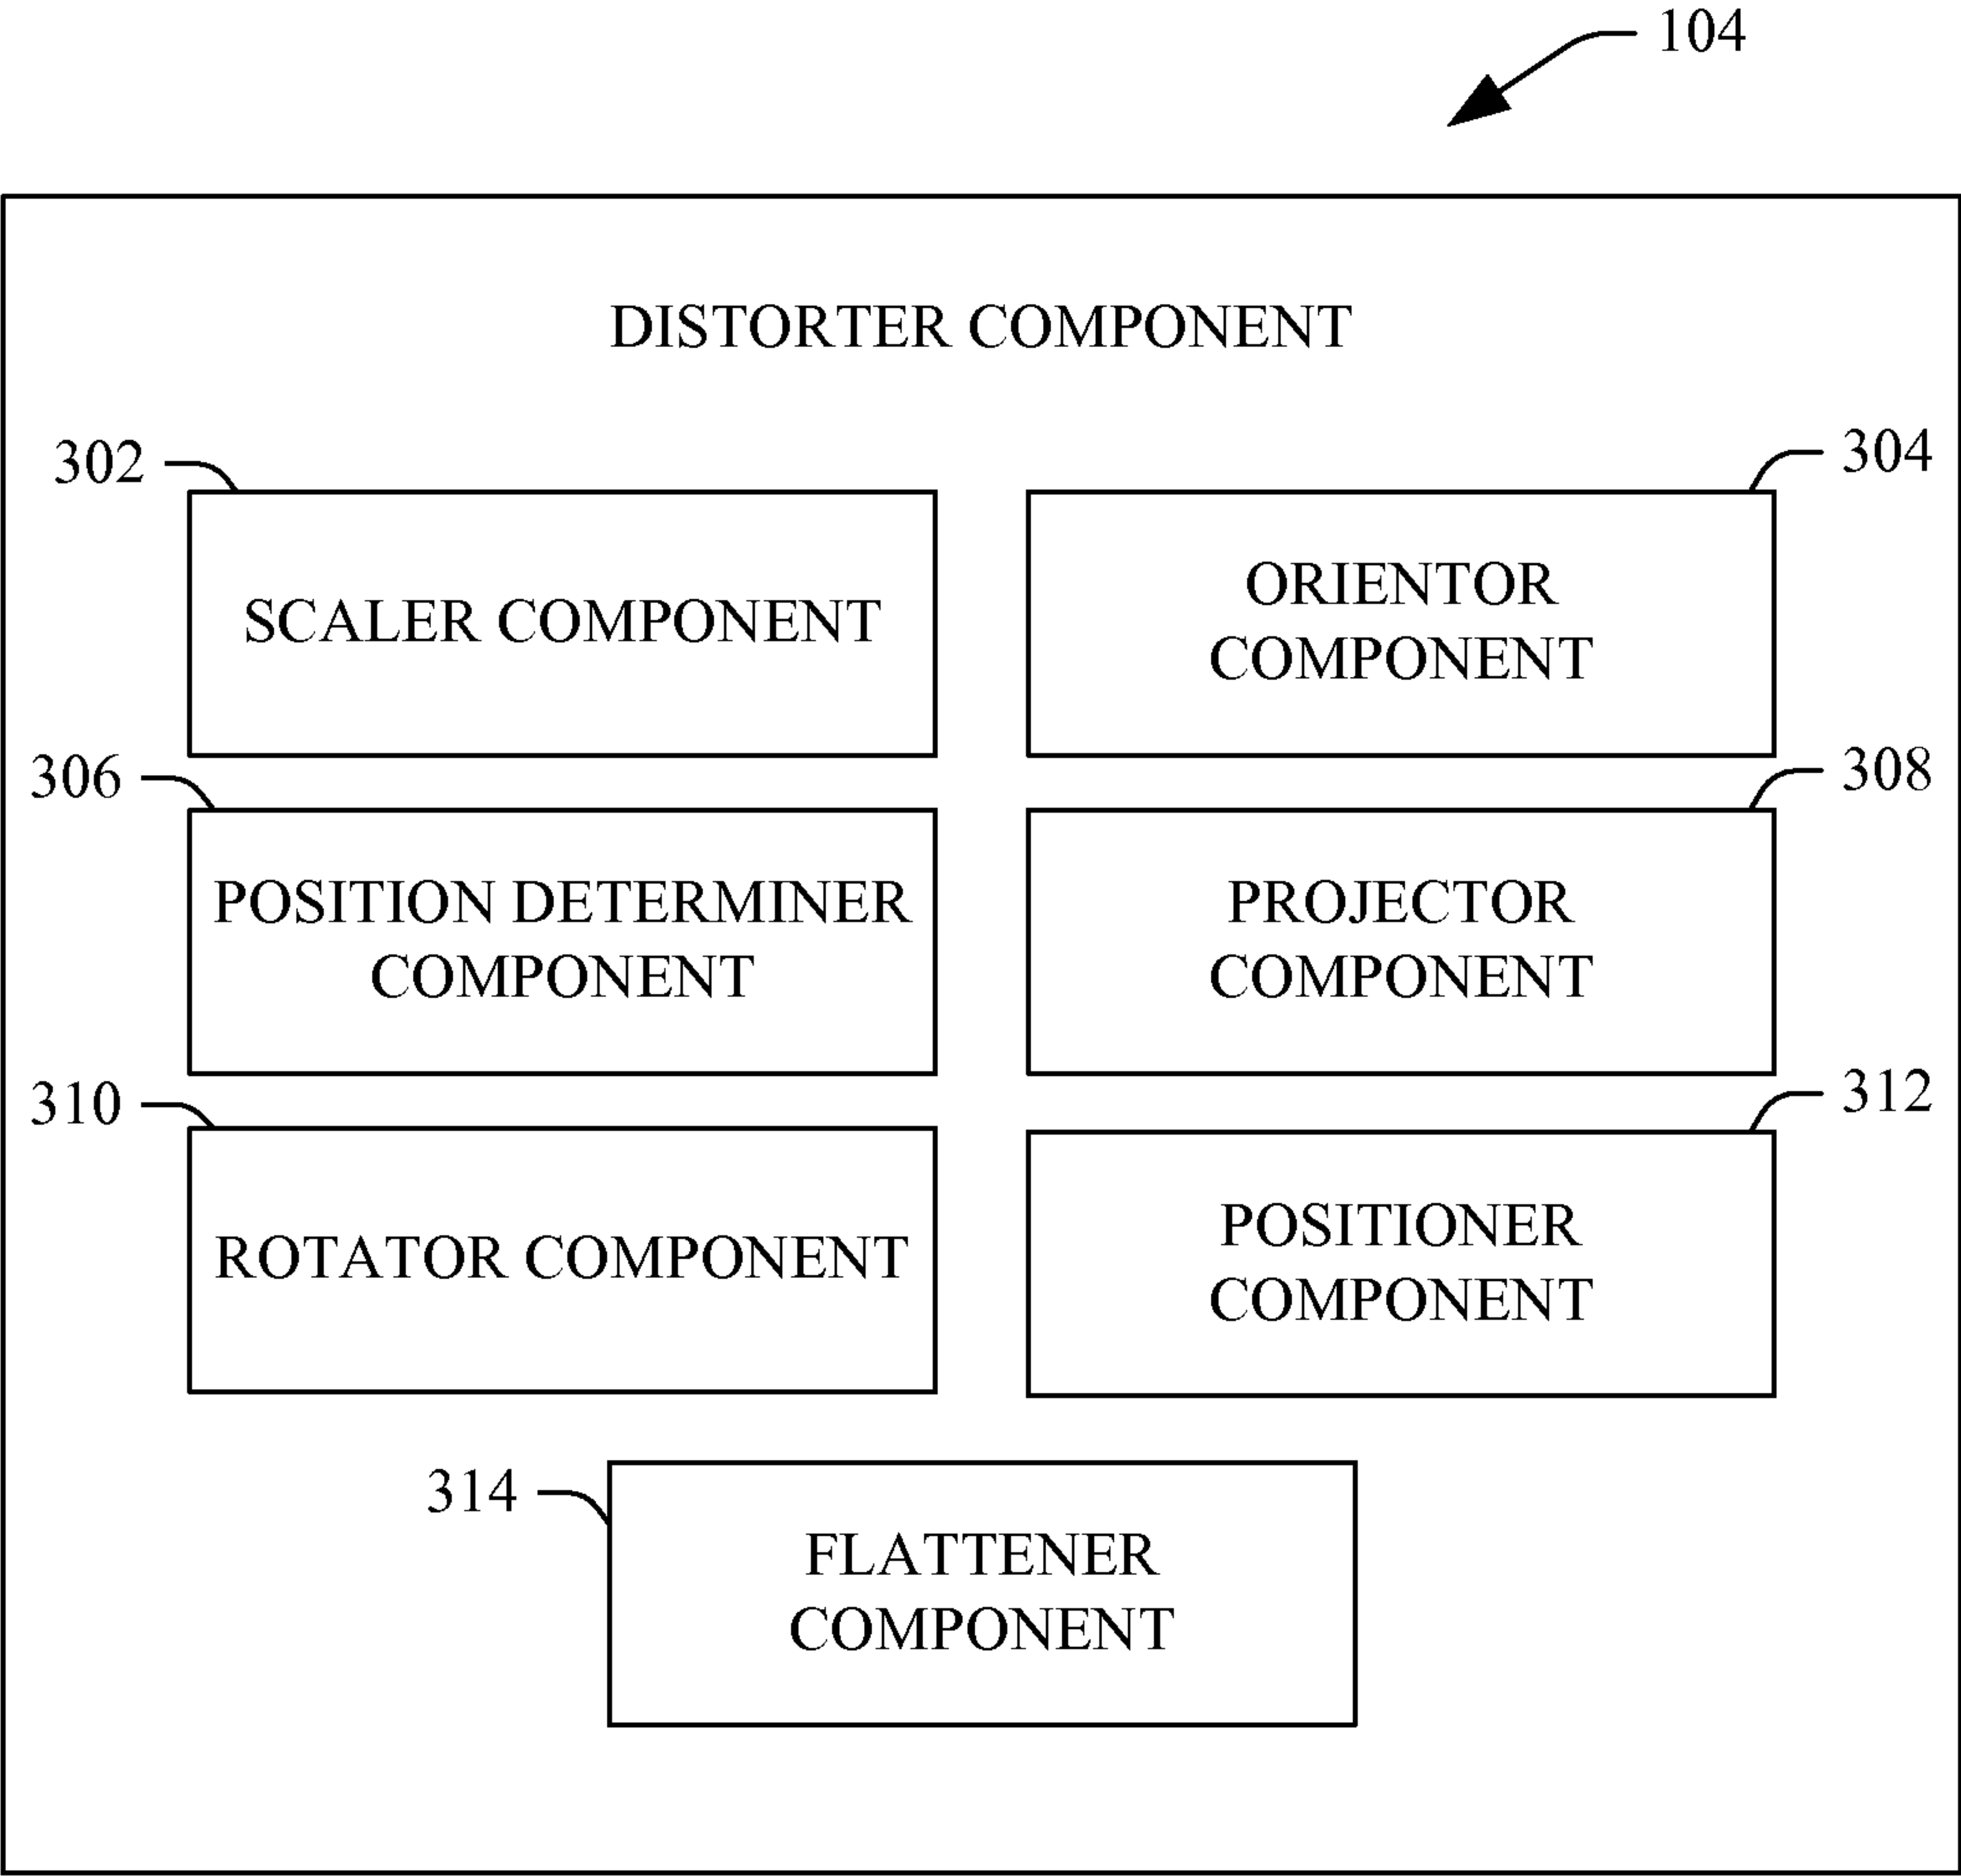 104
DISTORTER COMPONENT
302
304
SCALER COMPONENT
ORIENTOR
COMPONENT
306
308
POSITION DETERMINER
COMPONENT
PROJECTOR
COMPONENT
310
312
ROTATOR COMPONENT
POSITIONER
COMPONENT
314
FLATTENER
COMPONENT